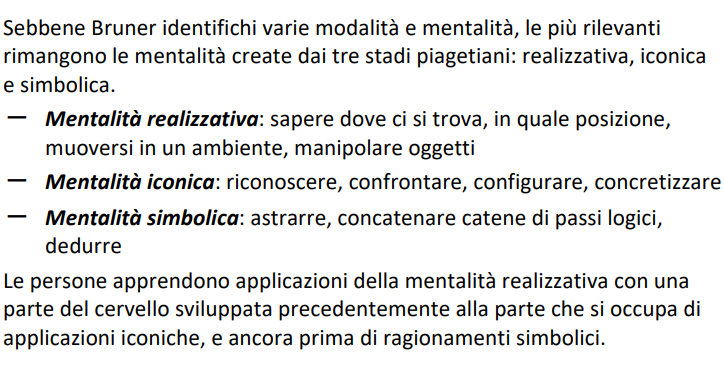 Sebbene Bruner identifichi varie modalità e mentalità, le più rilevanti
rimangono le mentalità create dai tre stadi piagetiani: realizzativa, iconica
e simbolica.
— Mentalità realizzativa: sapere dove ci si trova, in quale posizione,
muoversi in un ambiente, manipolare oggetti
— Mentalità iconica: riconoscere, confrontare, configurare, concretizzare
— Mentalità simbolica: astrarre, concatenare catene di passi logici,
dedurre
Le persone apprendono applicazioni della mentalità realizzativa con una
parte del cervello sviluppata precedentemente alla parte che si occupa di
applicazioni iconiche, e ancora prima di ragionamenti simbolici.